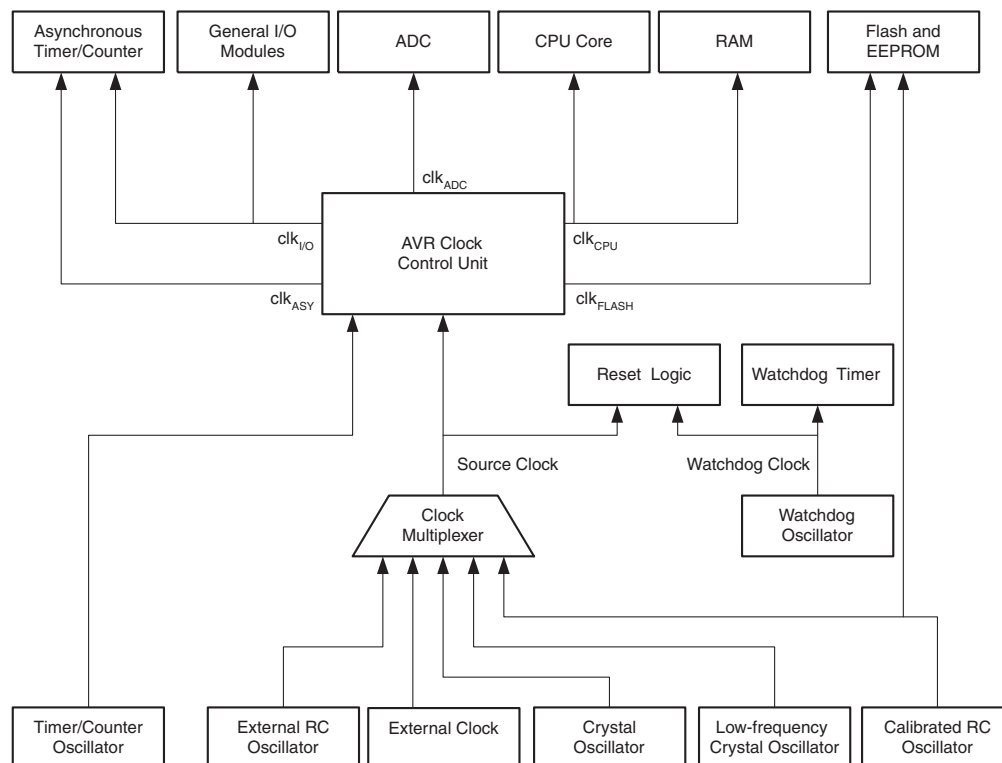 Asynchronous
Timer/Counter
General I/O
Modules
ADC
CPU Core
RAM
Flash and
EEPROM
clkADC
clkI/O
AVR Clock
Control Unit
clkCPU
clkASY
clkFLASH
Reset Logic
Watchdog Timer
Source Clock
Watchdog Clock
Clock
Multiplexer
Watchdog
Oscillator
Timer/Counter
Oscillator
External RC
Oscillator
External Clock
Crystal
Oscillator
Low-frequency
Crystal Oscillator
Calibrated RC
Oscillator